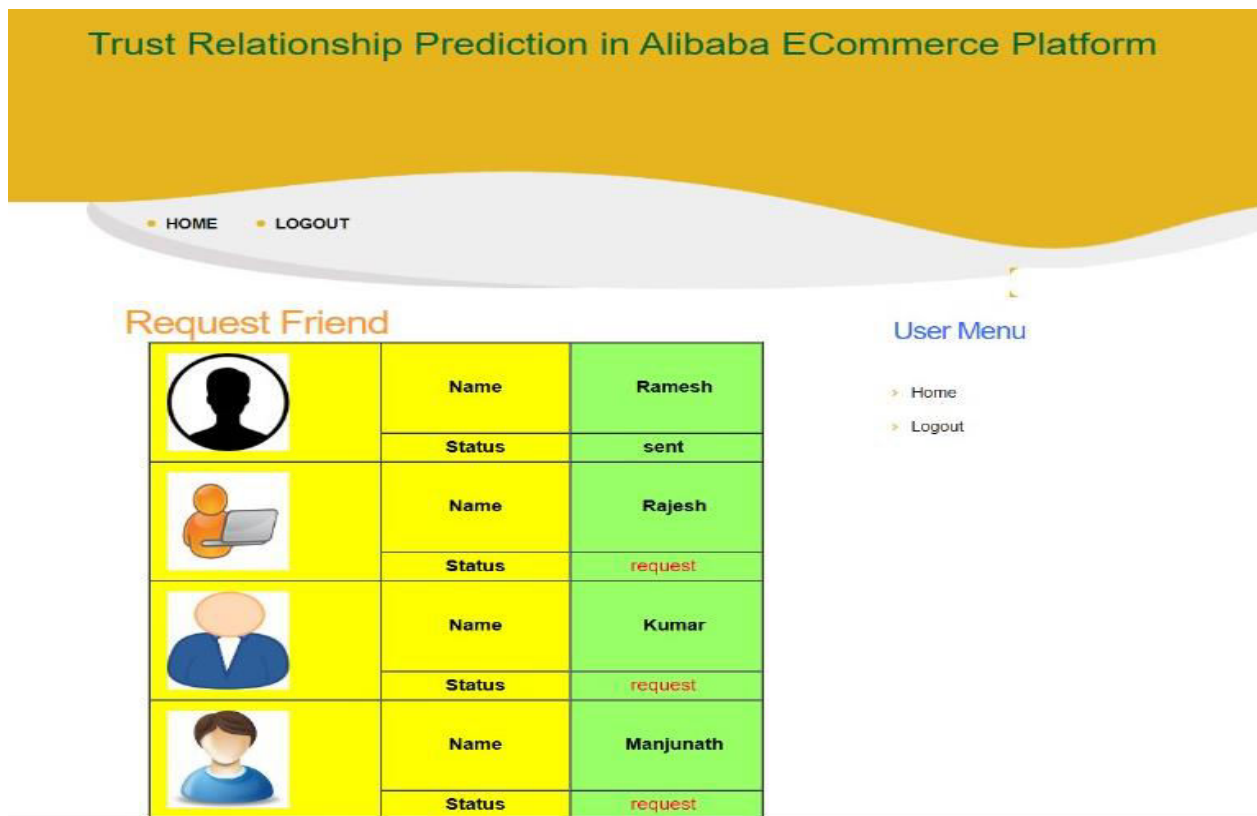 Trust Relationship Prediction in Alibaba ECommerce Platform
HOME LOGOUT
Request Friend
Name Ramesh
Status sent
Name Rajesh
Status request
Name Kumar
Status request
Name Manjunath
Status request
User Menu
Home
Logout